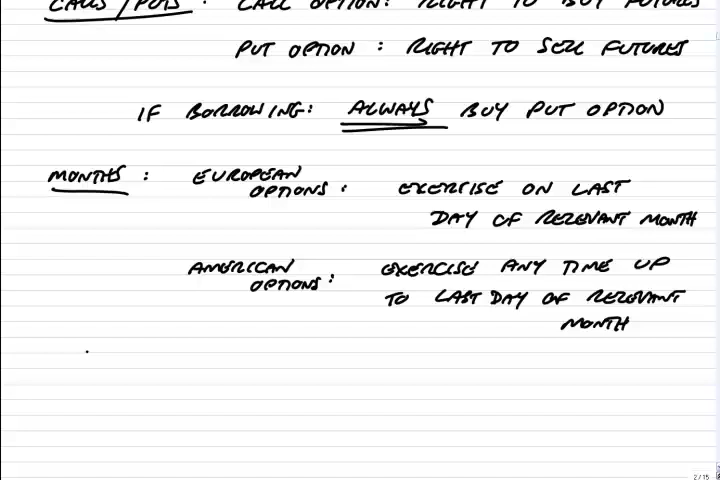 CALLS / PUTS : CALL OPTION: RIGHT TO BUY FUTURES
PUT OPTION : RIGHT TO SELL FUTURES
IF BORROWING: ALWAYS BUY PUT OPTION
MONTHS : EUROPEAN OPTIONS: EXERCISE ON LAST
DAY OF RELEVANT MONTH
AMERICAN OPTIONS: EXERCISE ANY TIME UP
TO LAST DAY OF RELEVANT
MONTH
2/15